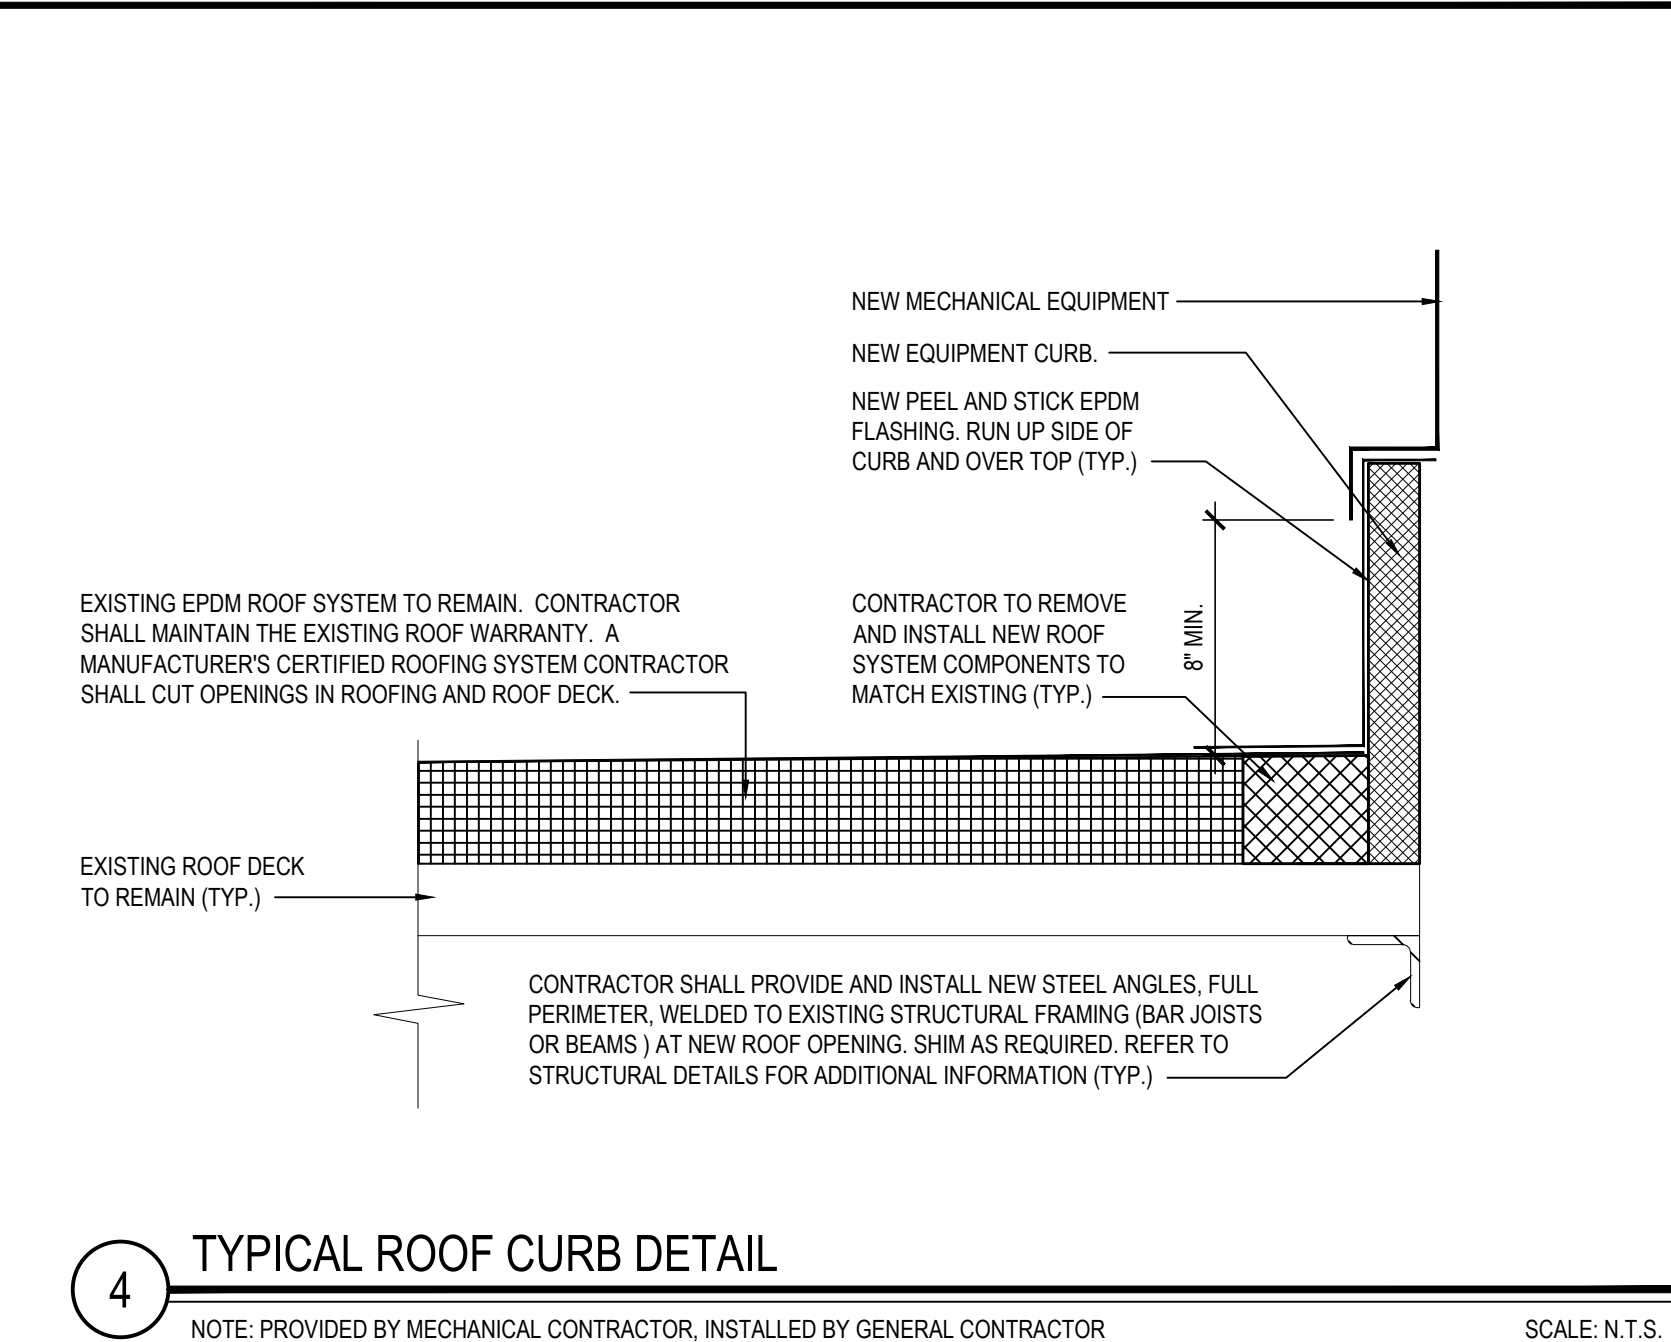 NEW MECHANICAL EQUIPMENT
NEW EQUIPMENT CURB.
NEW PEEL AND STICK EPDM
FLASHING. RUN UP SIDE OF
CURB AND OVER TOP (TYP.)
EXISTING EPDM ROOF SYSTEM TO REMAIN. CONTRACTOR
SHALL MAINTAIN THE EXISTING ROOF WARRANTY. A
MANUFACTURER'S CERTIFIED ROOFING SYSTEM CONTRACTOR
SHALL CUT OPENINGS IN ROOFING AND ROOF DECK.
CONTRACTOR TO REMOVE
AND INSTALL NEW ROOF
SYSTEM COMPONENTS TO
MATCH EXISTING (TYP.)
8" MIN.
EXISTING ROOF DECK
TO REMAIN (TYP.)
CONTRACTOR SHALL PROVIDE AND INSTALL NEW STEEL ANGLES, FULL
PERIMETER, WELDED TO EXISTING STRUCTURAL FRAMING (BAR JOISTS
OR BEAMS ) AT NEW ROOF OPENING. SHIM AS REQUIRED. REFER TO
STRUCTURAL DETAILS FOR ADDITIONAL INFORMATION (TYP.)
4
TYPICAL ROOF CURB DETAIL
NOTE: PROVIDED BY MECHANICAL CONTRACTOR, INSTALLED BY GENERAL CONTRACTOR
SCALE: N.T.S.